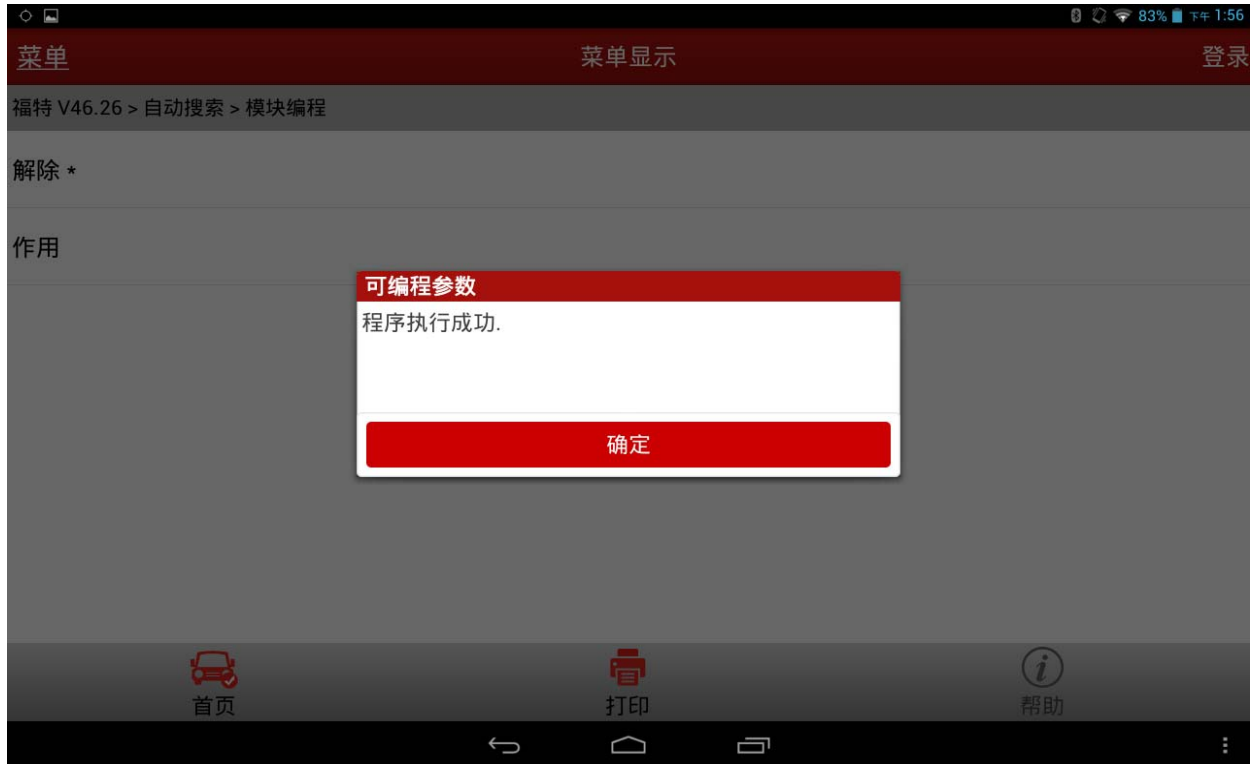 83% 下午 1:56
菜单 菜单显示 登录
福特 V46.26 > 自动搜索 > 模块编程
解除 *
作用
可编程参数
程序执行成功.
确定
首页 打印 帮助